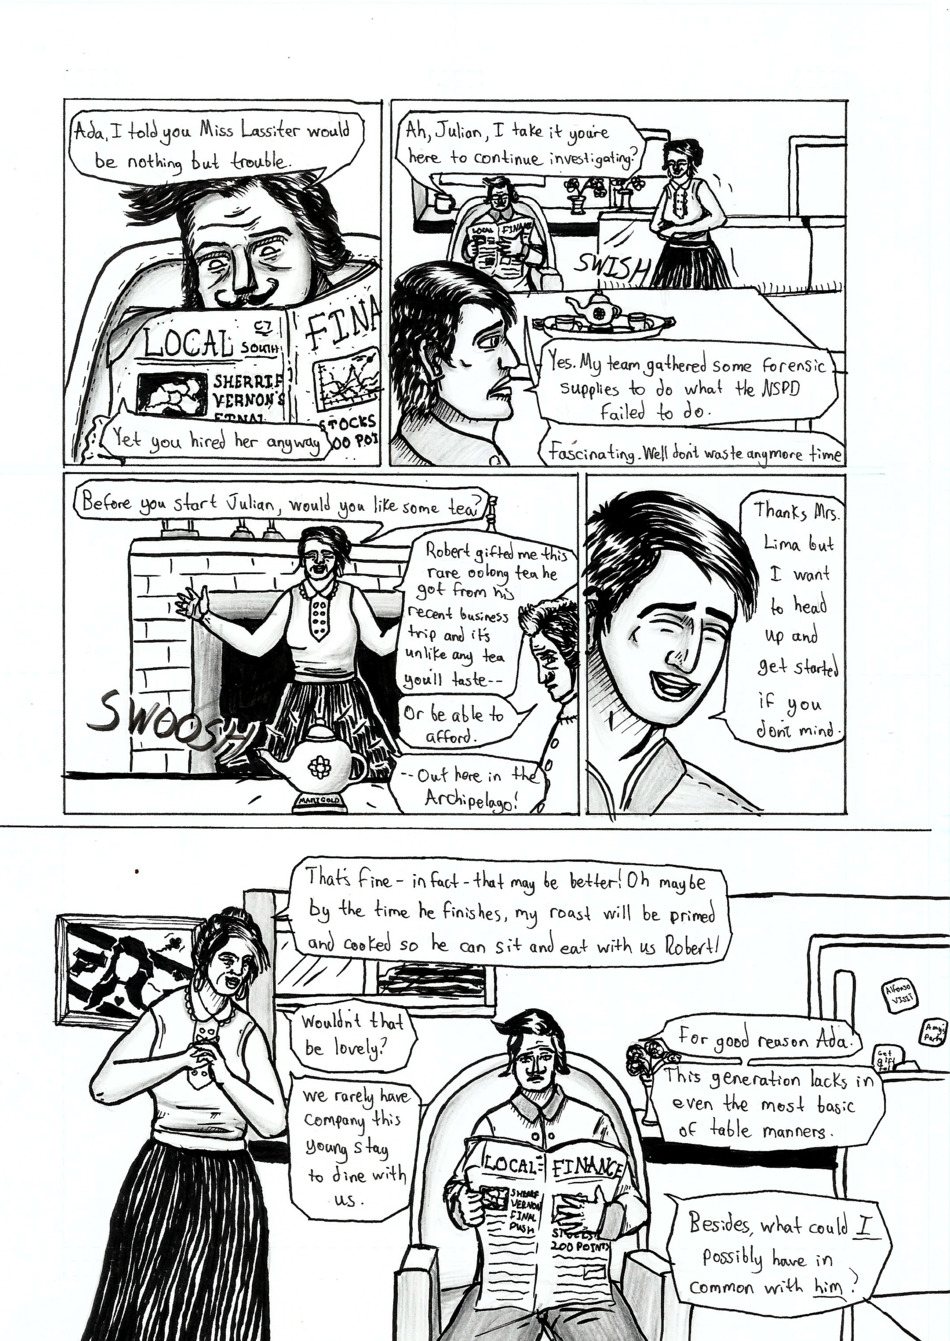 Ada, I told you Miss Lassiter would
be nothing but trouble.
LOCAL
SOUTH
FINA
SHERRIF
VERNON'S
FINAL
STOCKS
00 POI
Yet you hired her anyway
Ah, Julian, I take it you're
here to continue investigating?
LOCAL FINANCE
SWISH
Yes. My team gathered some forensic
supplies to do what the NSPD
failed to do.
Fascinating. Well don't waste anymore time
Before you start Julian, would you like some tea?
Robert gifted me this
rare oolong tea he
got from his
recent business
trip and it's
unlike any tea
you'll taste--
Or be able to
afford.
--Out here in the
Archipelago!
SWOOSH
MARIGOLD
Thanks Mrs.
Lima but
I want
to head
up and
get started
if you
don't mind.
That's fine - in fact - that may be better! Oh maybe
by the time he finishes, my roast will be primed
and cooked so he can sit and eat with us Robert!
Wouldn't that
be lovely?
we rarely have
company this
young stay
to dine with
us.
For good reason Ada.
This generation lacks in
even the most basic
of table manners.
Besides, what could I
possibly have in
common with him?
LOCAL FINANCE
SHERRIF
VERNON
FINAL
PUSH
200 POINTS
Alfonso
Visit
Amy's
Party
Get
gift